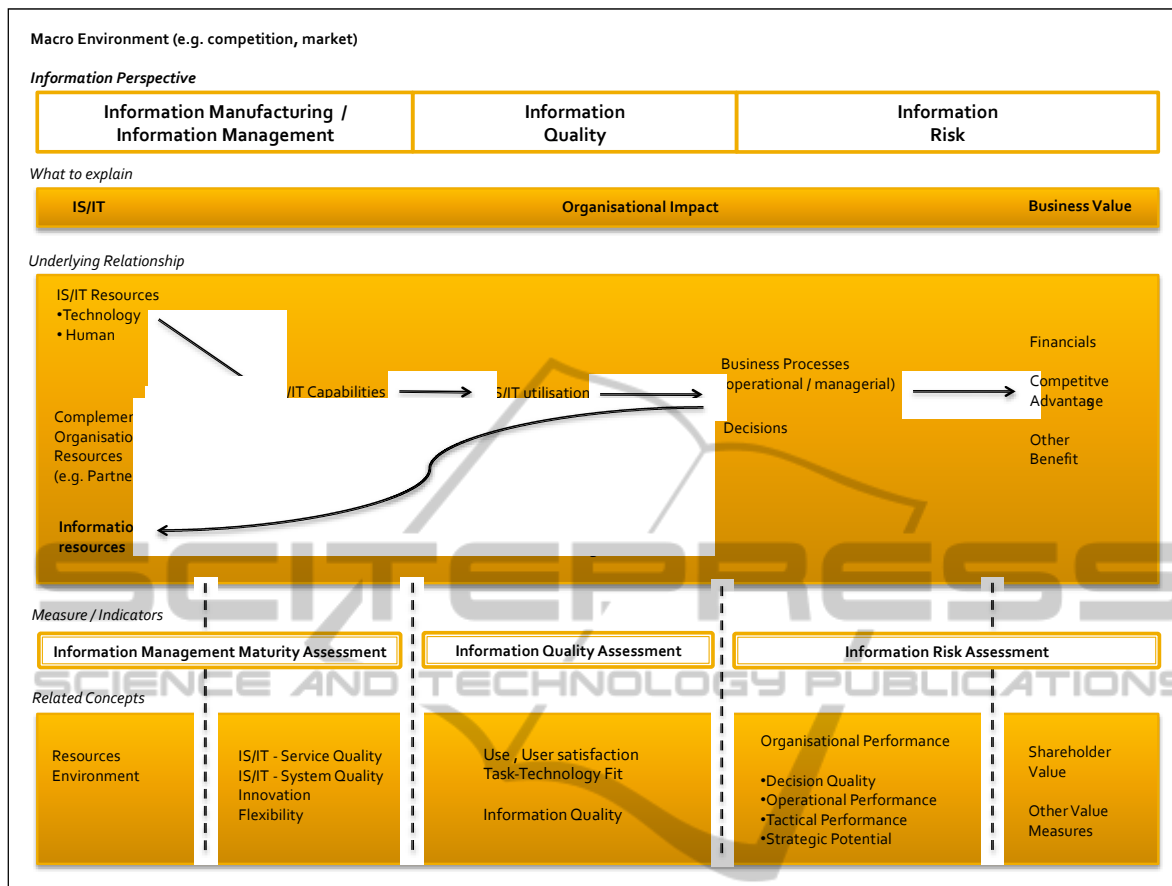 Macro Environment (e.g. competition, market)
Information Perspective
Information Manufacturing /
Information Management
Information
Quality
Information
Risk
What to explain
IS/IT
Organisational Impact
Business Value
Underlying Relationship
IS/IT Resources
•Technology
• Human
/IT Capabilities
S/IT utilisation
Business Processes
(operational / managerial)
Decisions
Financials
Competitve
Advantage
Other
Benefit
Complemen
Organisatio
Resources
(e.g. Partne
Informatio
resources
Measure / Indicators
Information Management Maturity Assessment
Information Quality Assessment
Information Risk Assessment
Related Concepts
Resources
Environment
IS/IT - Service Quality
IS/IT - System Quality
Innovation
Flexibility
Use , User satisfaction
Task-Technology Fit
Information Quality
Organisational Performance
•Decision Quality
•Operational Performance
•Tactical Performance
•Strategic Potential
Shareholder
Value
Other Value
Measures
SCITEPRESS
SCIENCE AND TECHNOLOGY PUBLICATIONS